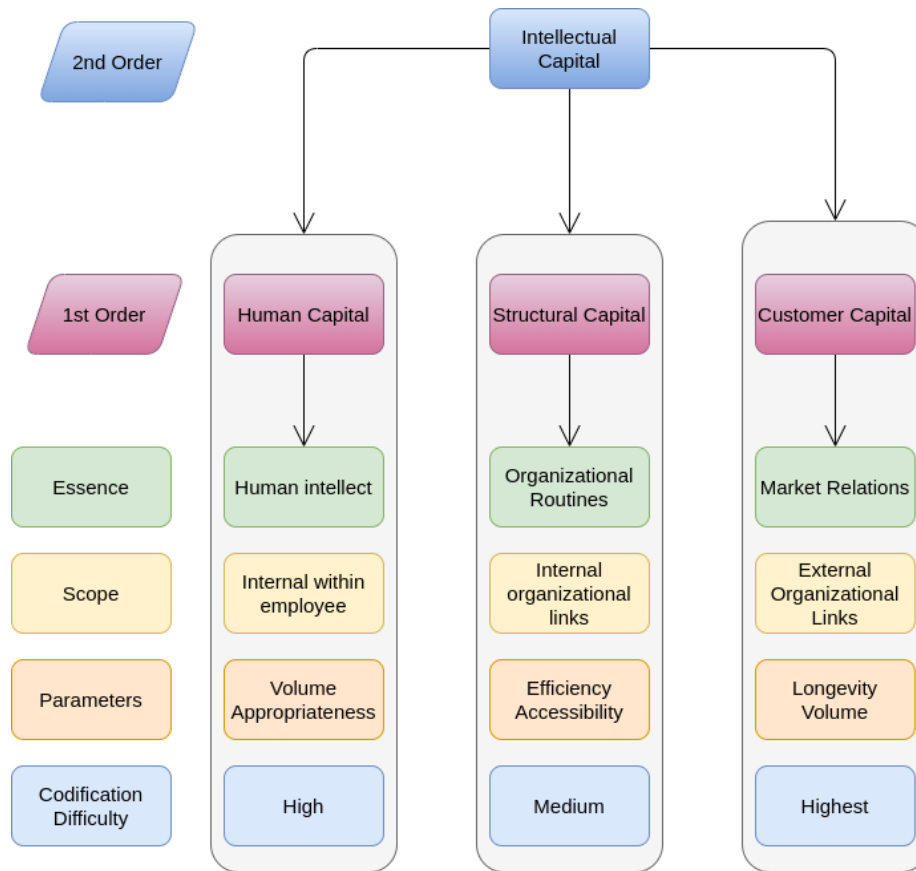 2nd Order
Intellectual
Capital
1st Order
Human Capital
Structural Capital
Customer Capital
Essence
Human intellect
Organizational
Routines
Market Relations
Scope
Internal within
employee
Internal
organizational
links
External
Organizational
Links
Parameters
Volume
Appropriateness
Efficiency
Accessibility
Longevity
Volume
Codification
Difficulty
High
Medium
Highest